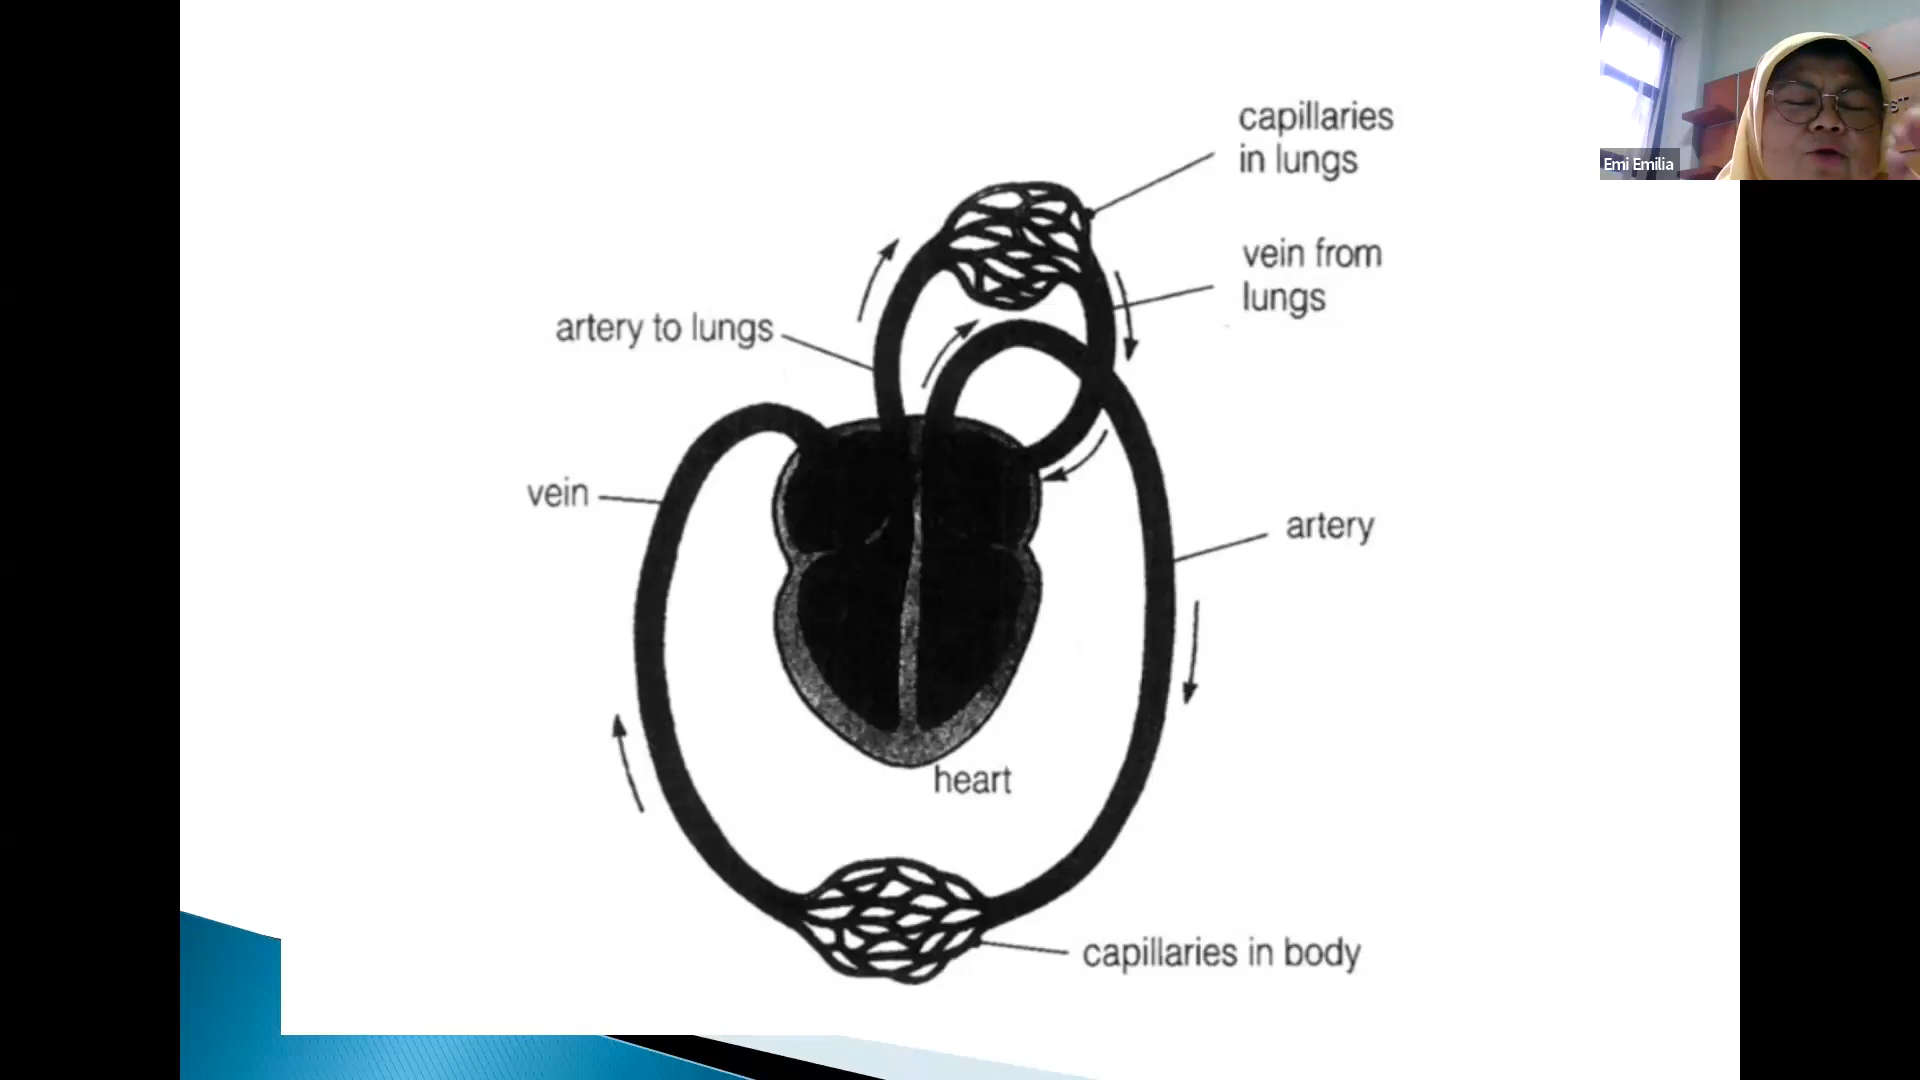 capillaries
in lungs
vein from
lungs
artery to lungs
vein
artery
heart
capillaries in body
Emi Emilia